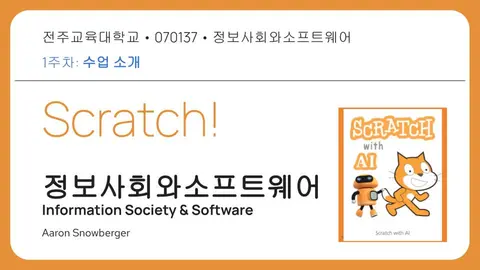 전주교육대학교 • 070137 • 정보사회와소프트웨어
1주차: 수업 소개
Scratch!
정보사회와소프트웨어
Information Society & Software
Aaron Snowberger
SCRATCH
with
AI
Scratch with AI